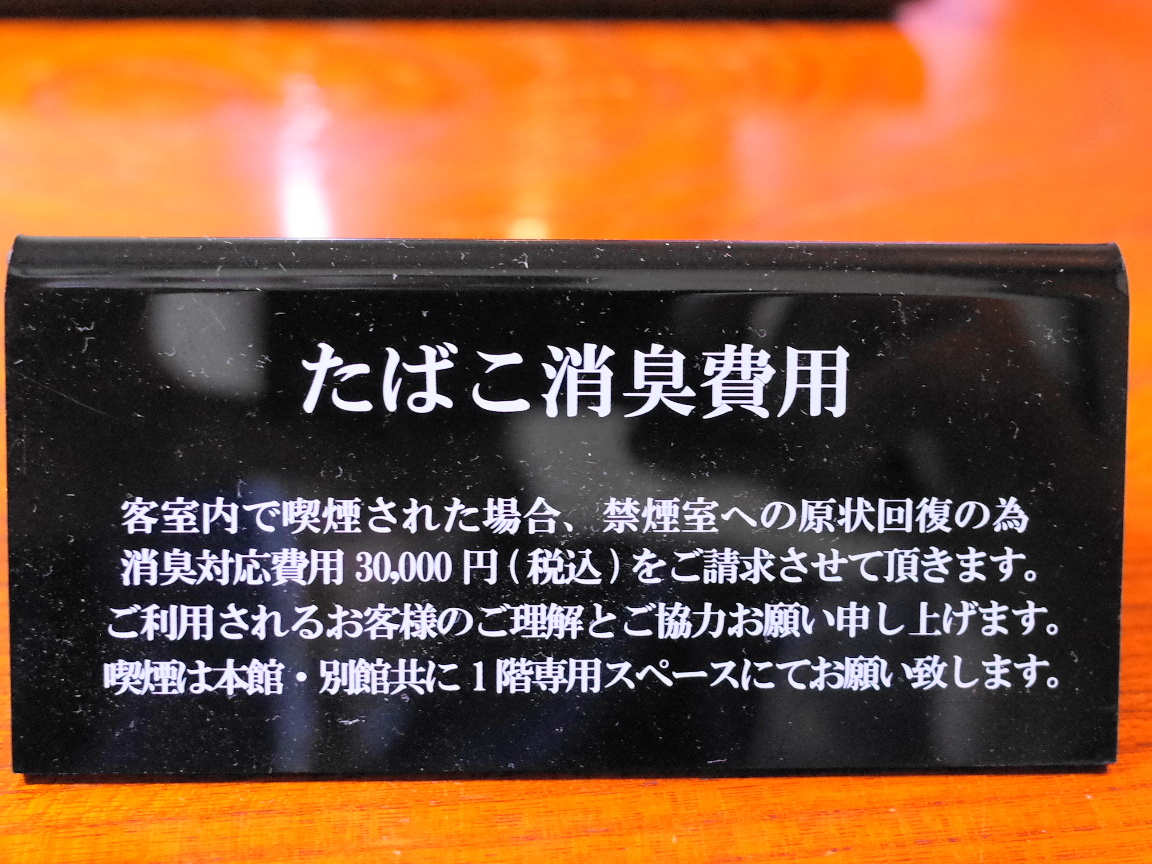 たばこ消臭費用
客室内で喫煙された場合、禁煙室への原状回復の為
消臭対応費用 30,000 円 ( 税込 ) をご請求させて頂きます。
ご利用されるお客様のご理解とご協力お願い申し上げます。
喫煙は本館・別館共に 1 階専用スペースにてお願い致します。